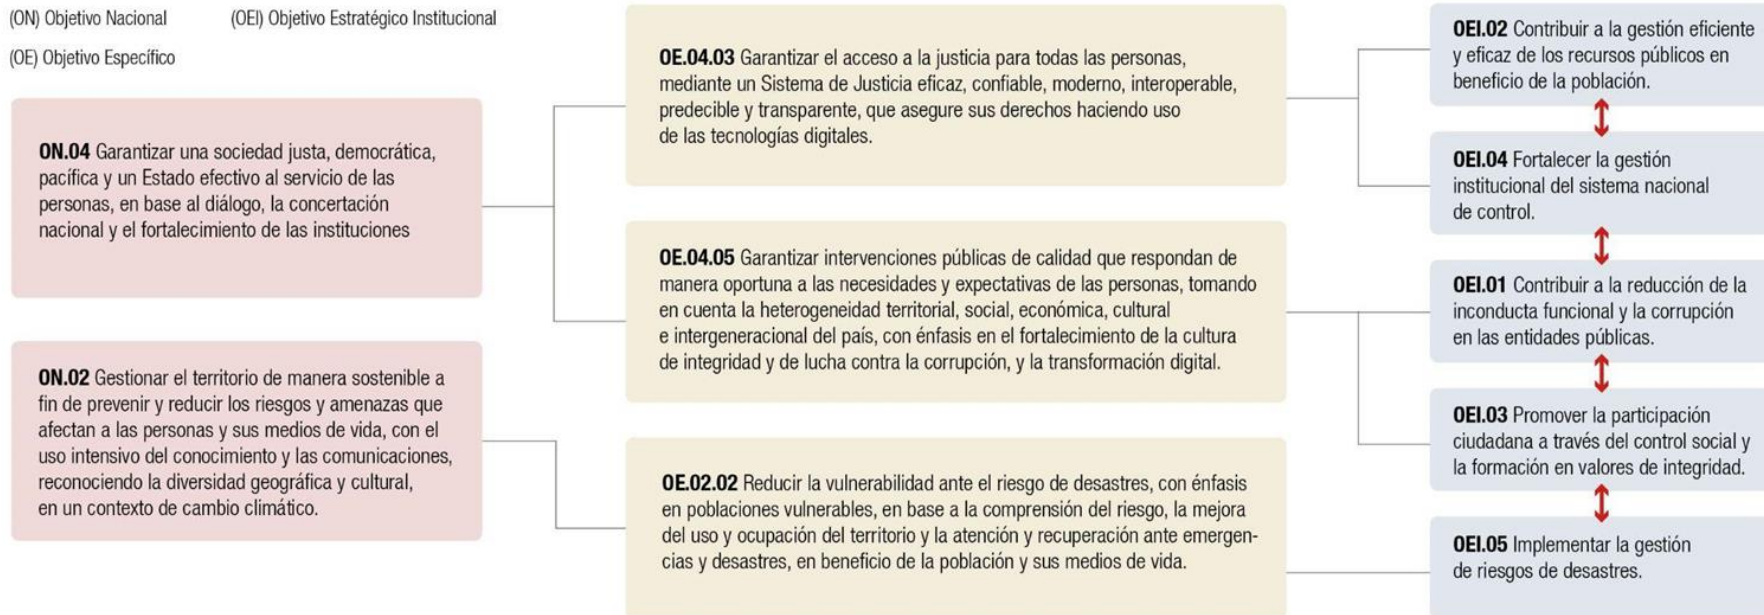 (ON) Objetivo Nacional
(OEI) Objetivo Estratégico Institucional
(OE) Objetivo Específico
ON.04 Garantizar una sociedad justa, democrática,
pacífica y un Estado efectivo al servicio de las
personas, en base al diálogo, la concertación
nacional y el fortalecimiento de las instituciones
ON.02 Gestionar el territorio de manera sostenible a
fin de prevenir y reducir los riesgos y amenazas que
afectan a las personas y sus medios de vida, con el
uso intensivo del conocimiento y las comunicaciones,
reconociendo la diversidad geográfica y cultural,
en un contexto de cambio climático.
OE.04.03 Garantizar el acceso a la justicia para todas las personas,
mediante un Sistema de Justicia eficaz, confiable, moderno, interoperable,
predecible y transparente, que asegure sus derechos haciendo uso
de las tecnologías digitales.
OE.04.05 Garantizar intervenciones públicas de calidad que respondan de
manera oportuna a las necesidades y expectativas de las personas, tomando
en cuenta la heterogeneidad territorial, social, económica, cultural
e intergeneracional del país, con énfasis en el fortalecimiento de la cultura
de integridad y de lucha contra la corrupción, y la transformación digital.
OE.02.02 Reducir la vulnerabilidad ante el riesgo de desastres, con énfasis
en poblaciones vulnerables, en base a la comprensión del riesgo, la mejora
del uso y ocupación del territorio y la atención y recuperación ante emergen-
cias y desastres, en beneficio de la población y sus medios de vida.
OEI.02 Contribuir a la gestión eficiente
y eficaz de los recursos públicos en
beneficio de la población.
OEI.04 Fortalecer la gestión
institucional del sistema nacional
de control.
OEI.01 Contribuir a la reducción de la
inconducta funcional y la corrupción
en las entidades públicas.
OEI.03 Promover la participación
ciudadana a través del control social y
la formación en valores de integridad.
OEI.05 Implementar la gestión
de riesgos de desastres.